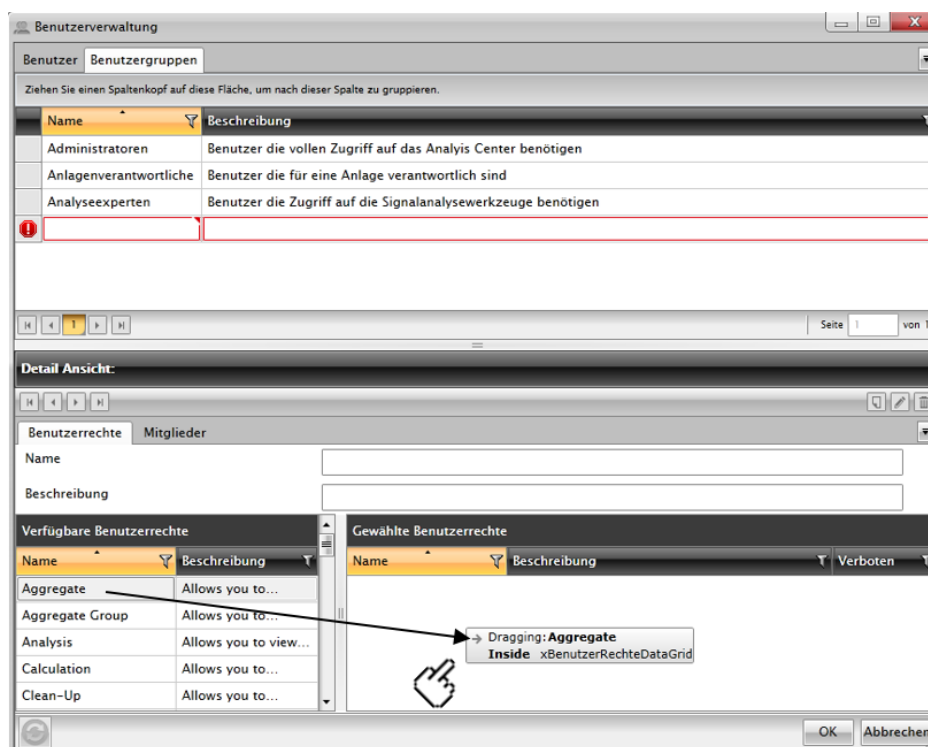 Benutzerverwaltung
Benutzer Benutzergruppen
Ziehen Sie einen Spaltenkopf auf diese Fläche, um nach dieser Spalte zu gruppieren.
Name Beschreibung
Administratoren Benutzer die vollen Zugriff auf das Analyis Center benötigen
Anlagenverantwortliche Benutzer die für eine Anlage verantwortlich sind
Analyseexperten Benutzer die Zugriff auf die Signalanalysewerkzeuge benötigen
1 Seite 1 von 1
Detail Ansicht:
Benutzerrechte Mitglieder
Name
Beschreibung
Verfügbare Benutzerrechte Gewählte Benutzerrechte
Name Beschreibung Name Beschreibung Verboten
Aggregate Allows you to...
Aggregate Group Allows you to...
Analysis Allows you to view...
Calculation Allows you to...
Clean-Up Allows you to...
Dragging: Aggregate
Inside xBenutzerRechteDataGrid
OK Abbrechen